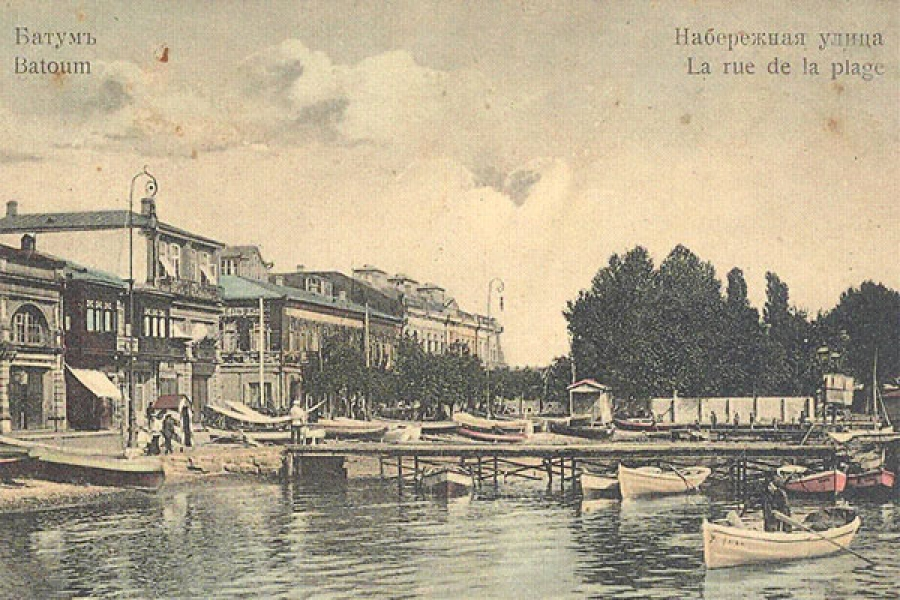 Батумъ
Batoum
Набережная улица
La rue de la plage